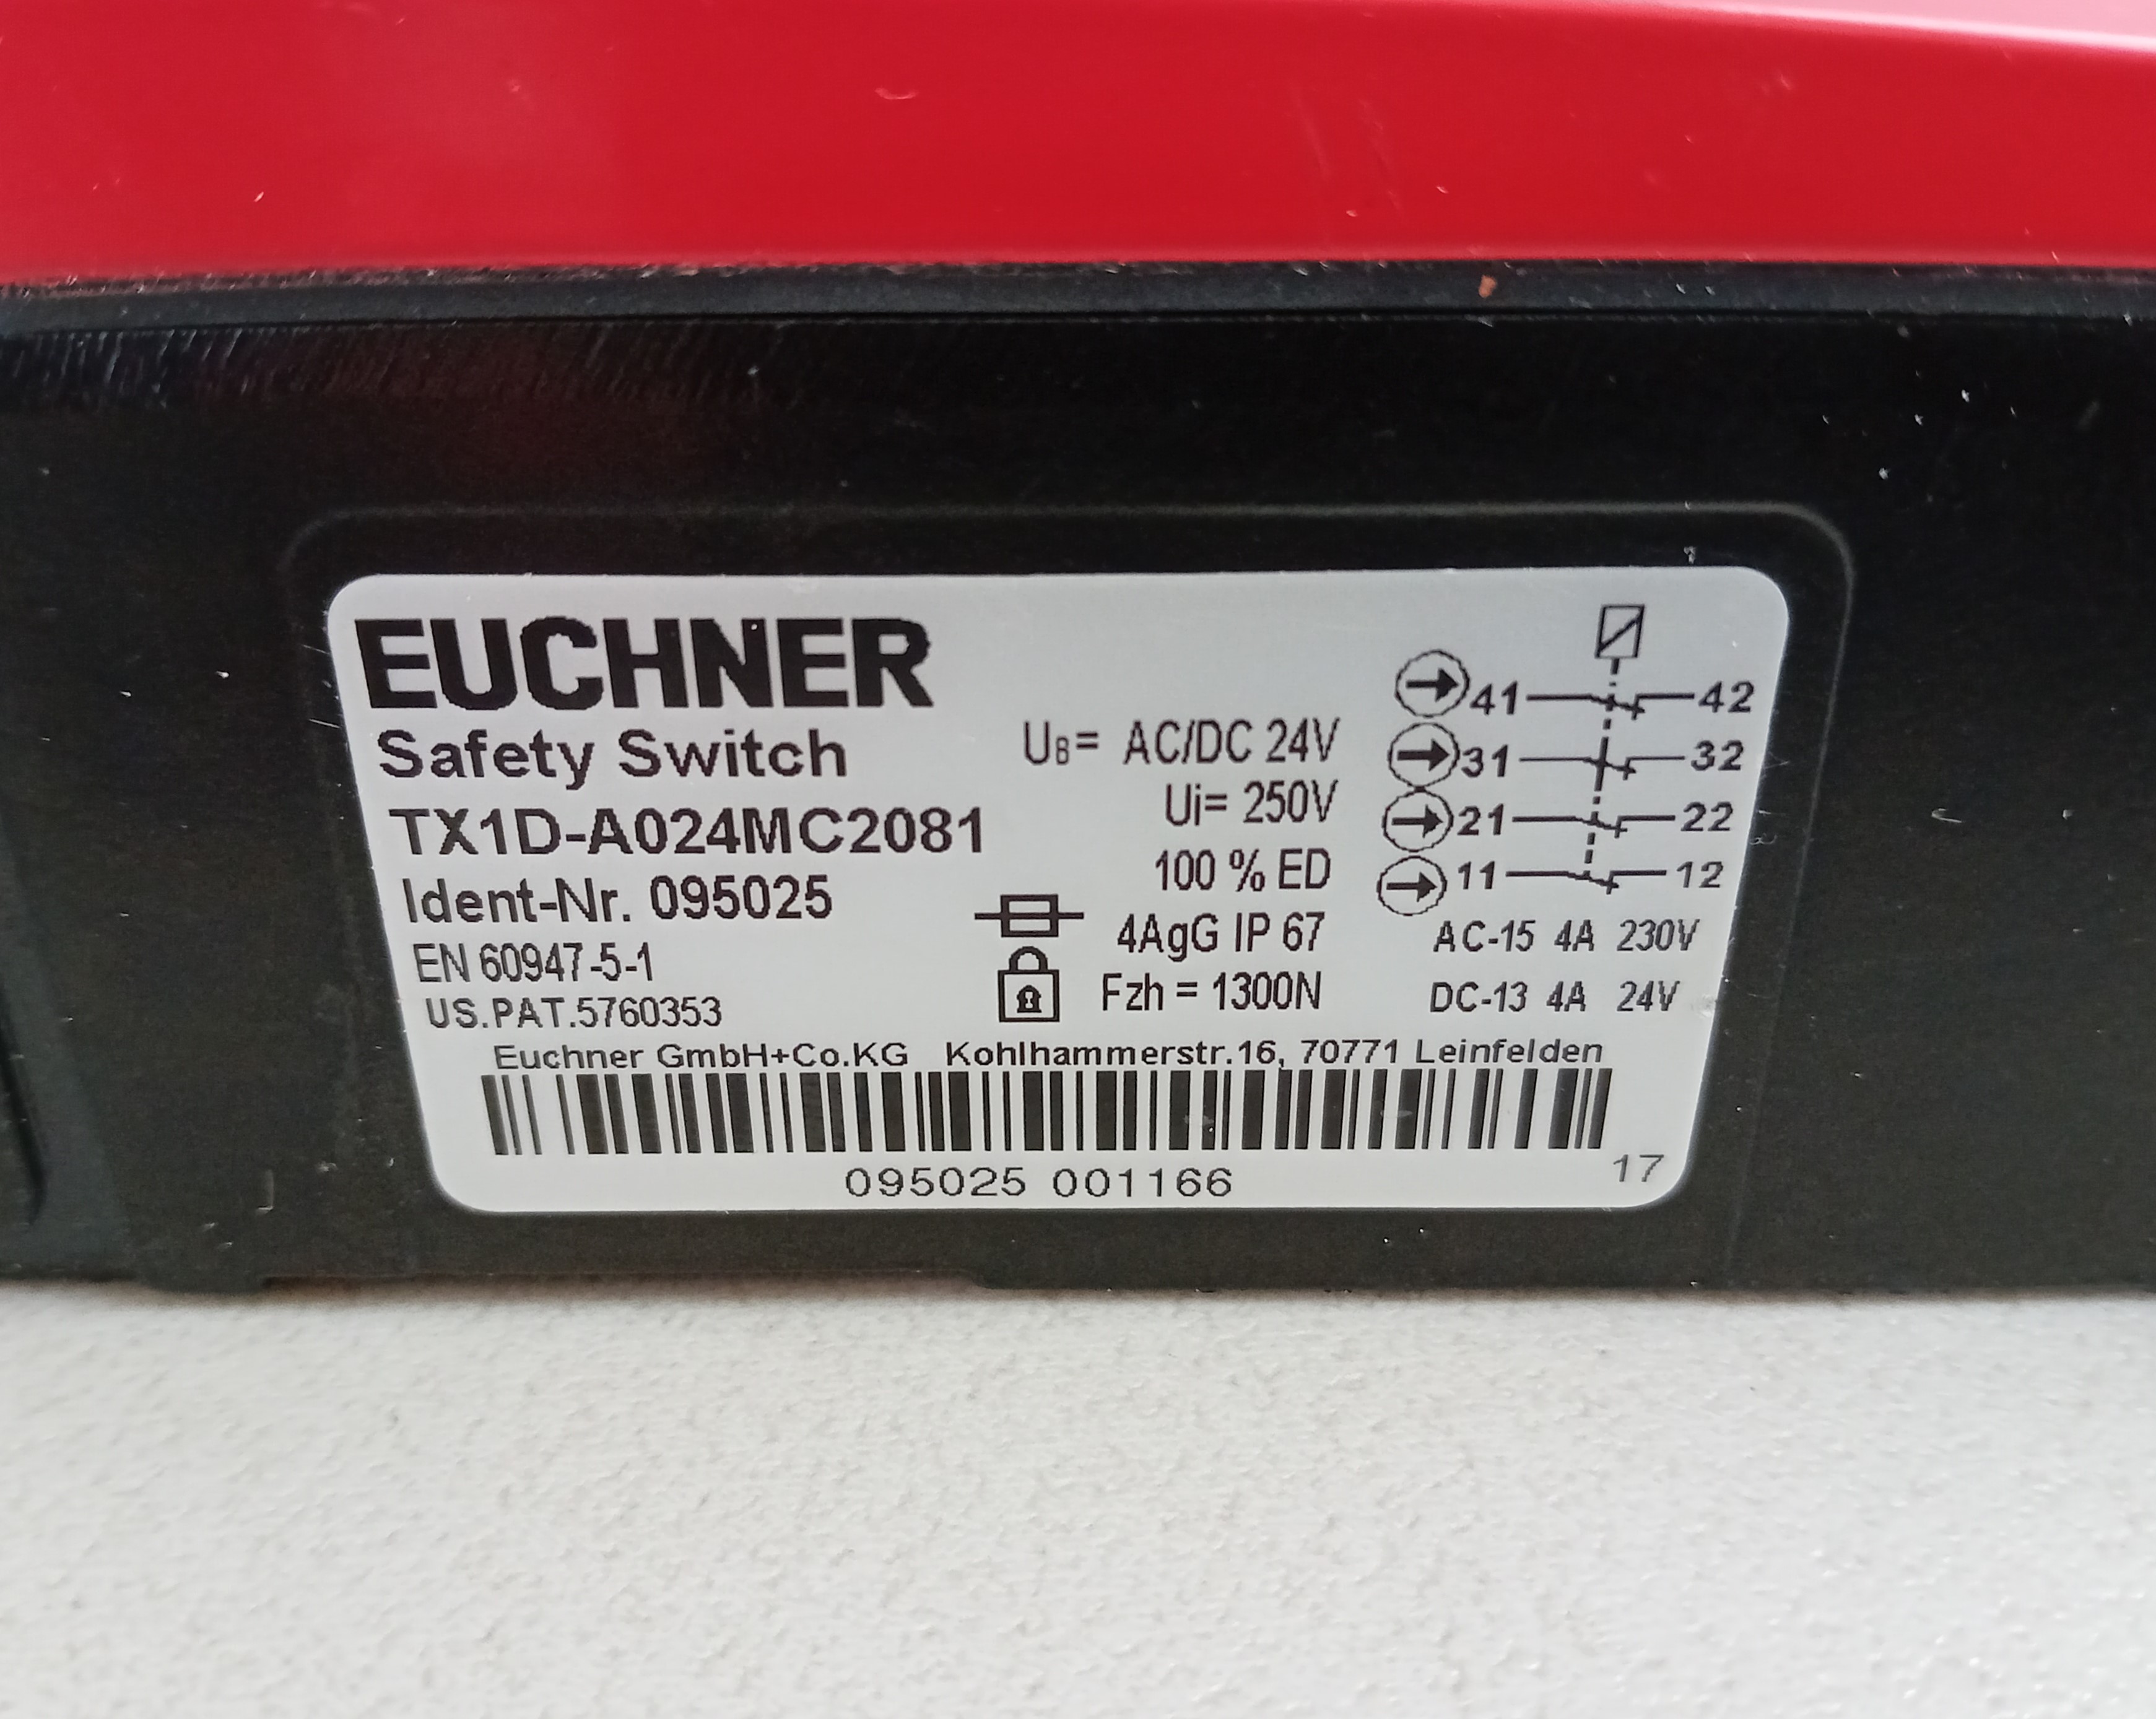 EUCHNER
Safety Switch
TX1D-A024MC2081
Ident-Nr. 095025
EN 60947-5-1
US.PAT.5760353
UB= AC/DC 24V
Ui= 250V
100 % ED
4AgG IP 67
Fzh = 1300N
41 42
31 32
21 22
11 12
AC-15 4A 230V
DC-13 4A 24V
Euchner GmbH+Co.KG Kohlhammerstr.16, 70771 Leinfelden
095025 001166
17